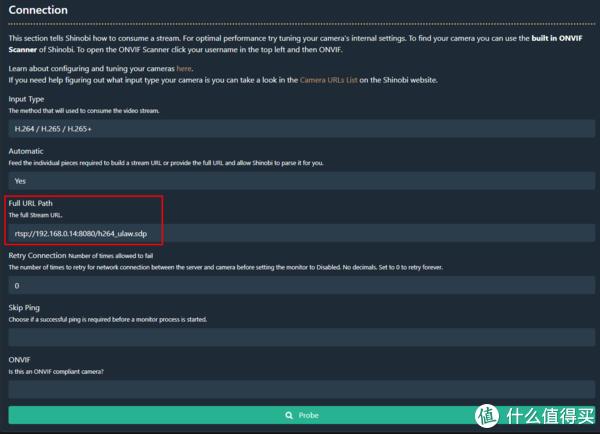 Connection
This section tells Shinobi how to consume a stream. For optimal performance try tuning your camera's internal settings. To find your camera you can use the built in ONVIF
Scanner of Shinobi. To open the ONVIF Scanner click your username in the top left and then ONVIF.
Learn about configuring and tuning your cameras here.
If you need help figuring out what input type your camera is you can take a look in the Camera URLs List on the Shinobi website.
Input Type
The method that will used to consume the video stream.
H.264 / H.265 / H.265+
Automatic
Feed the individual pieces required to build a stream URL or provide the full URL and allow Shinobi to parse it for you.
Yes
Full URL Path
The full Stream URL.
rtsp://192.168.0.14:8080/h264_ulaw.sdp
Retry Connection Number of times allowed to fail
The number of times to retry for network connection between the server and camera before setting the monitor to Disabled. No decimals. Set to 0 to retry forever.
0
Skip Ping
Choose if a successful ping is required before a monitor process is started.
ONVIF
Is this an ONVIF compliant camera?
Probe
值 什么值得买